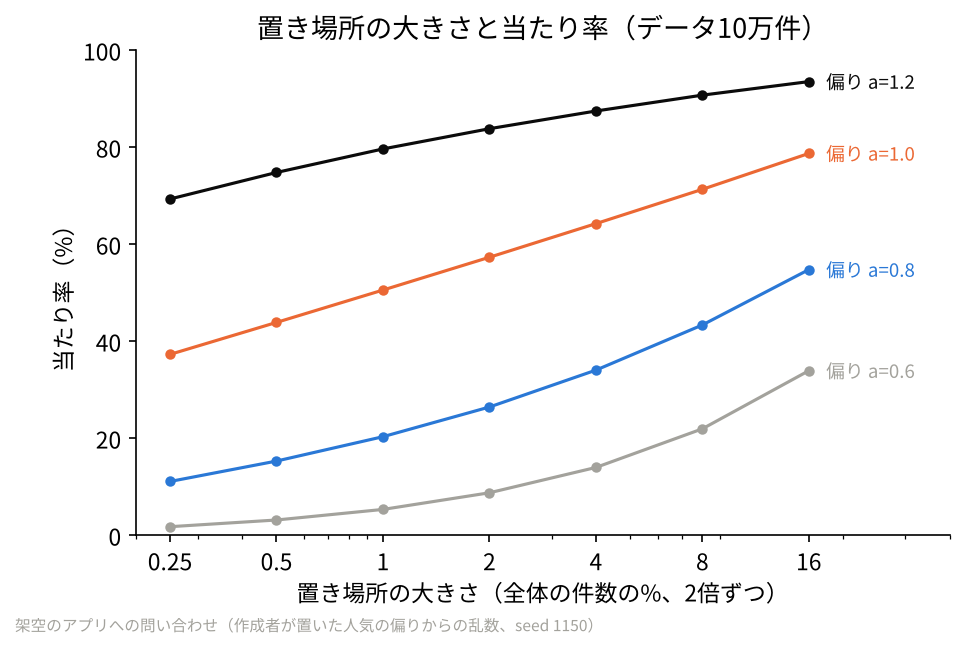 置き場所の大きさと当たり率（データ10万件）
100
80
60
40
20
0
当たり率（%）
偏り a=1.2
偏り a=1.0
偏り a=0.8
偏り a=0.6
0.25 0.5 1 2 4 8 16
置き場所の大きさ（全体の件数の%、2倍ずつ）
架空のアプリへの問い合わせ（作成者が置いた人気の偏りからの乱数、seed 1150）